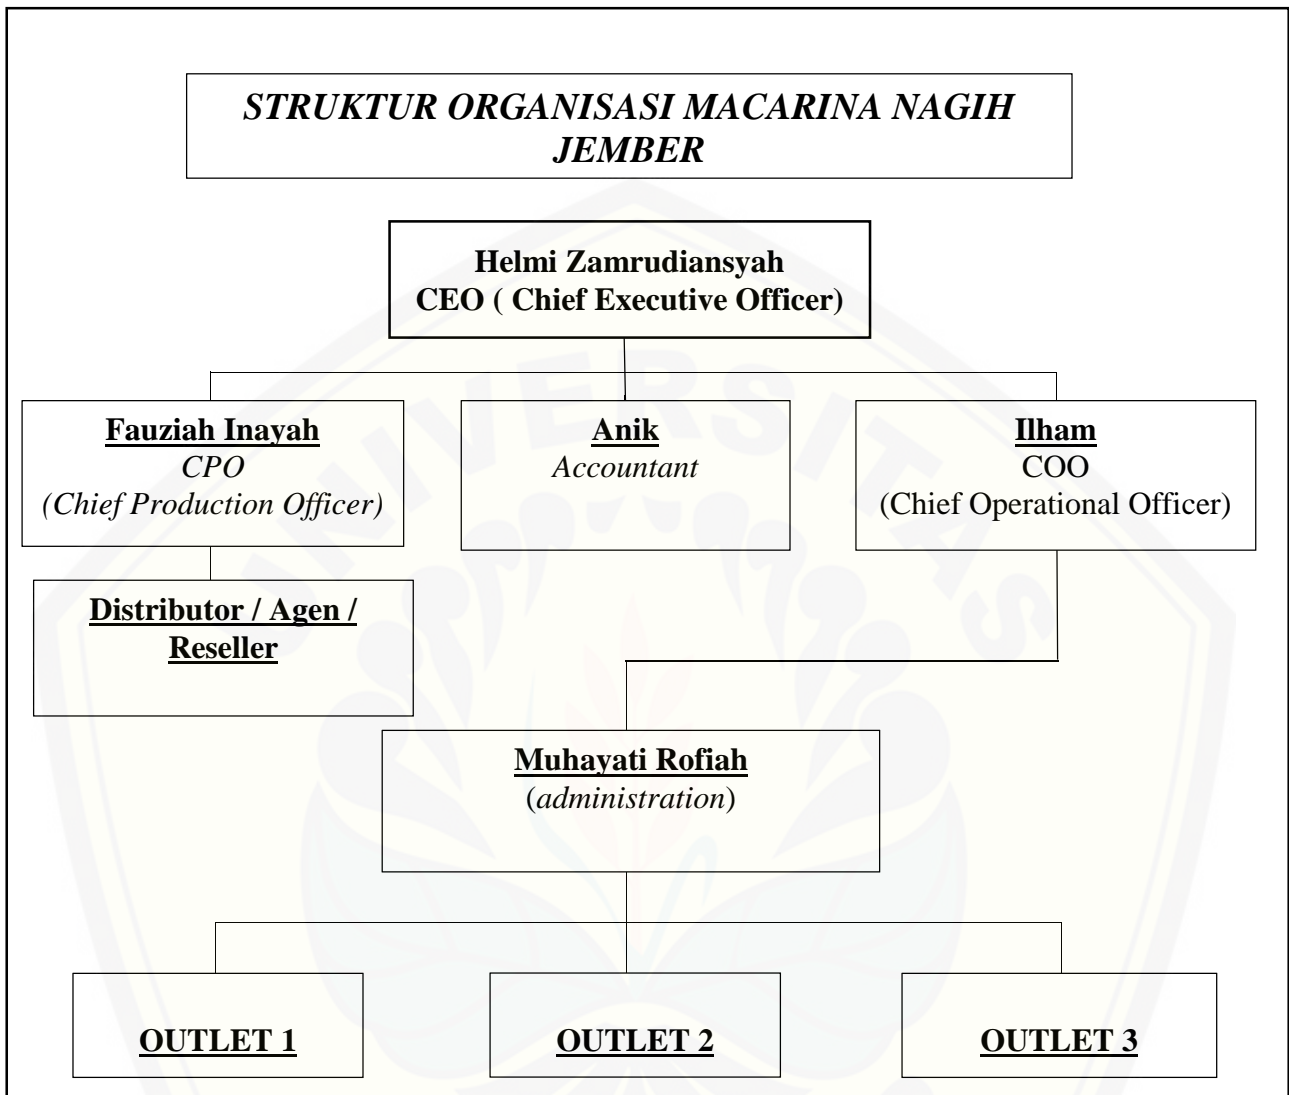 STRUKTUR ORGANISASI MACARINA NAGIH
JEMBER
Helmi Zamrudiansyah
CEO ( Chief Executive Officer)
Fauziah Inayah
CPO
(Chief Production Officer)
Anik
Accountant
Ilham
COO
(Chief Operational Officer)
Distributor / Agen /
Reseller
Muhayati Rofiah
(administration)
OUTLET 1
OUTLET 2
OUTLET 3
UNIVERSITAS